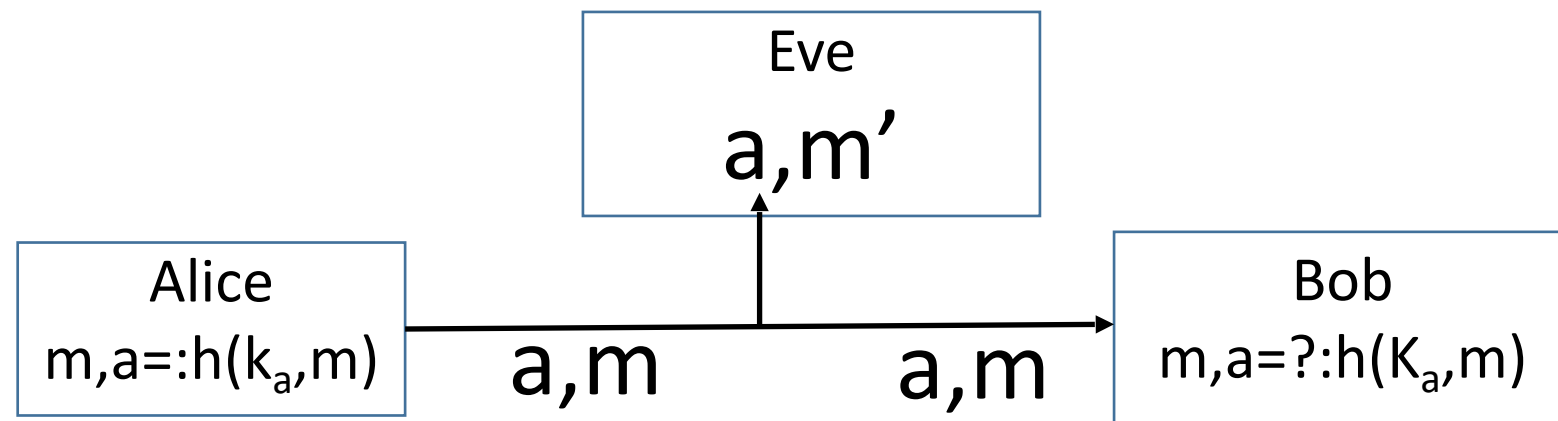 Eve
a,m’
Alice
m,a=:h(kₐ,m)
a,m
a,m
Bob
m,a=?:h(Kₐ,m)